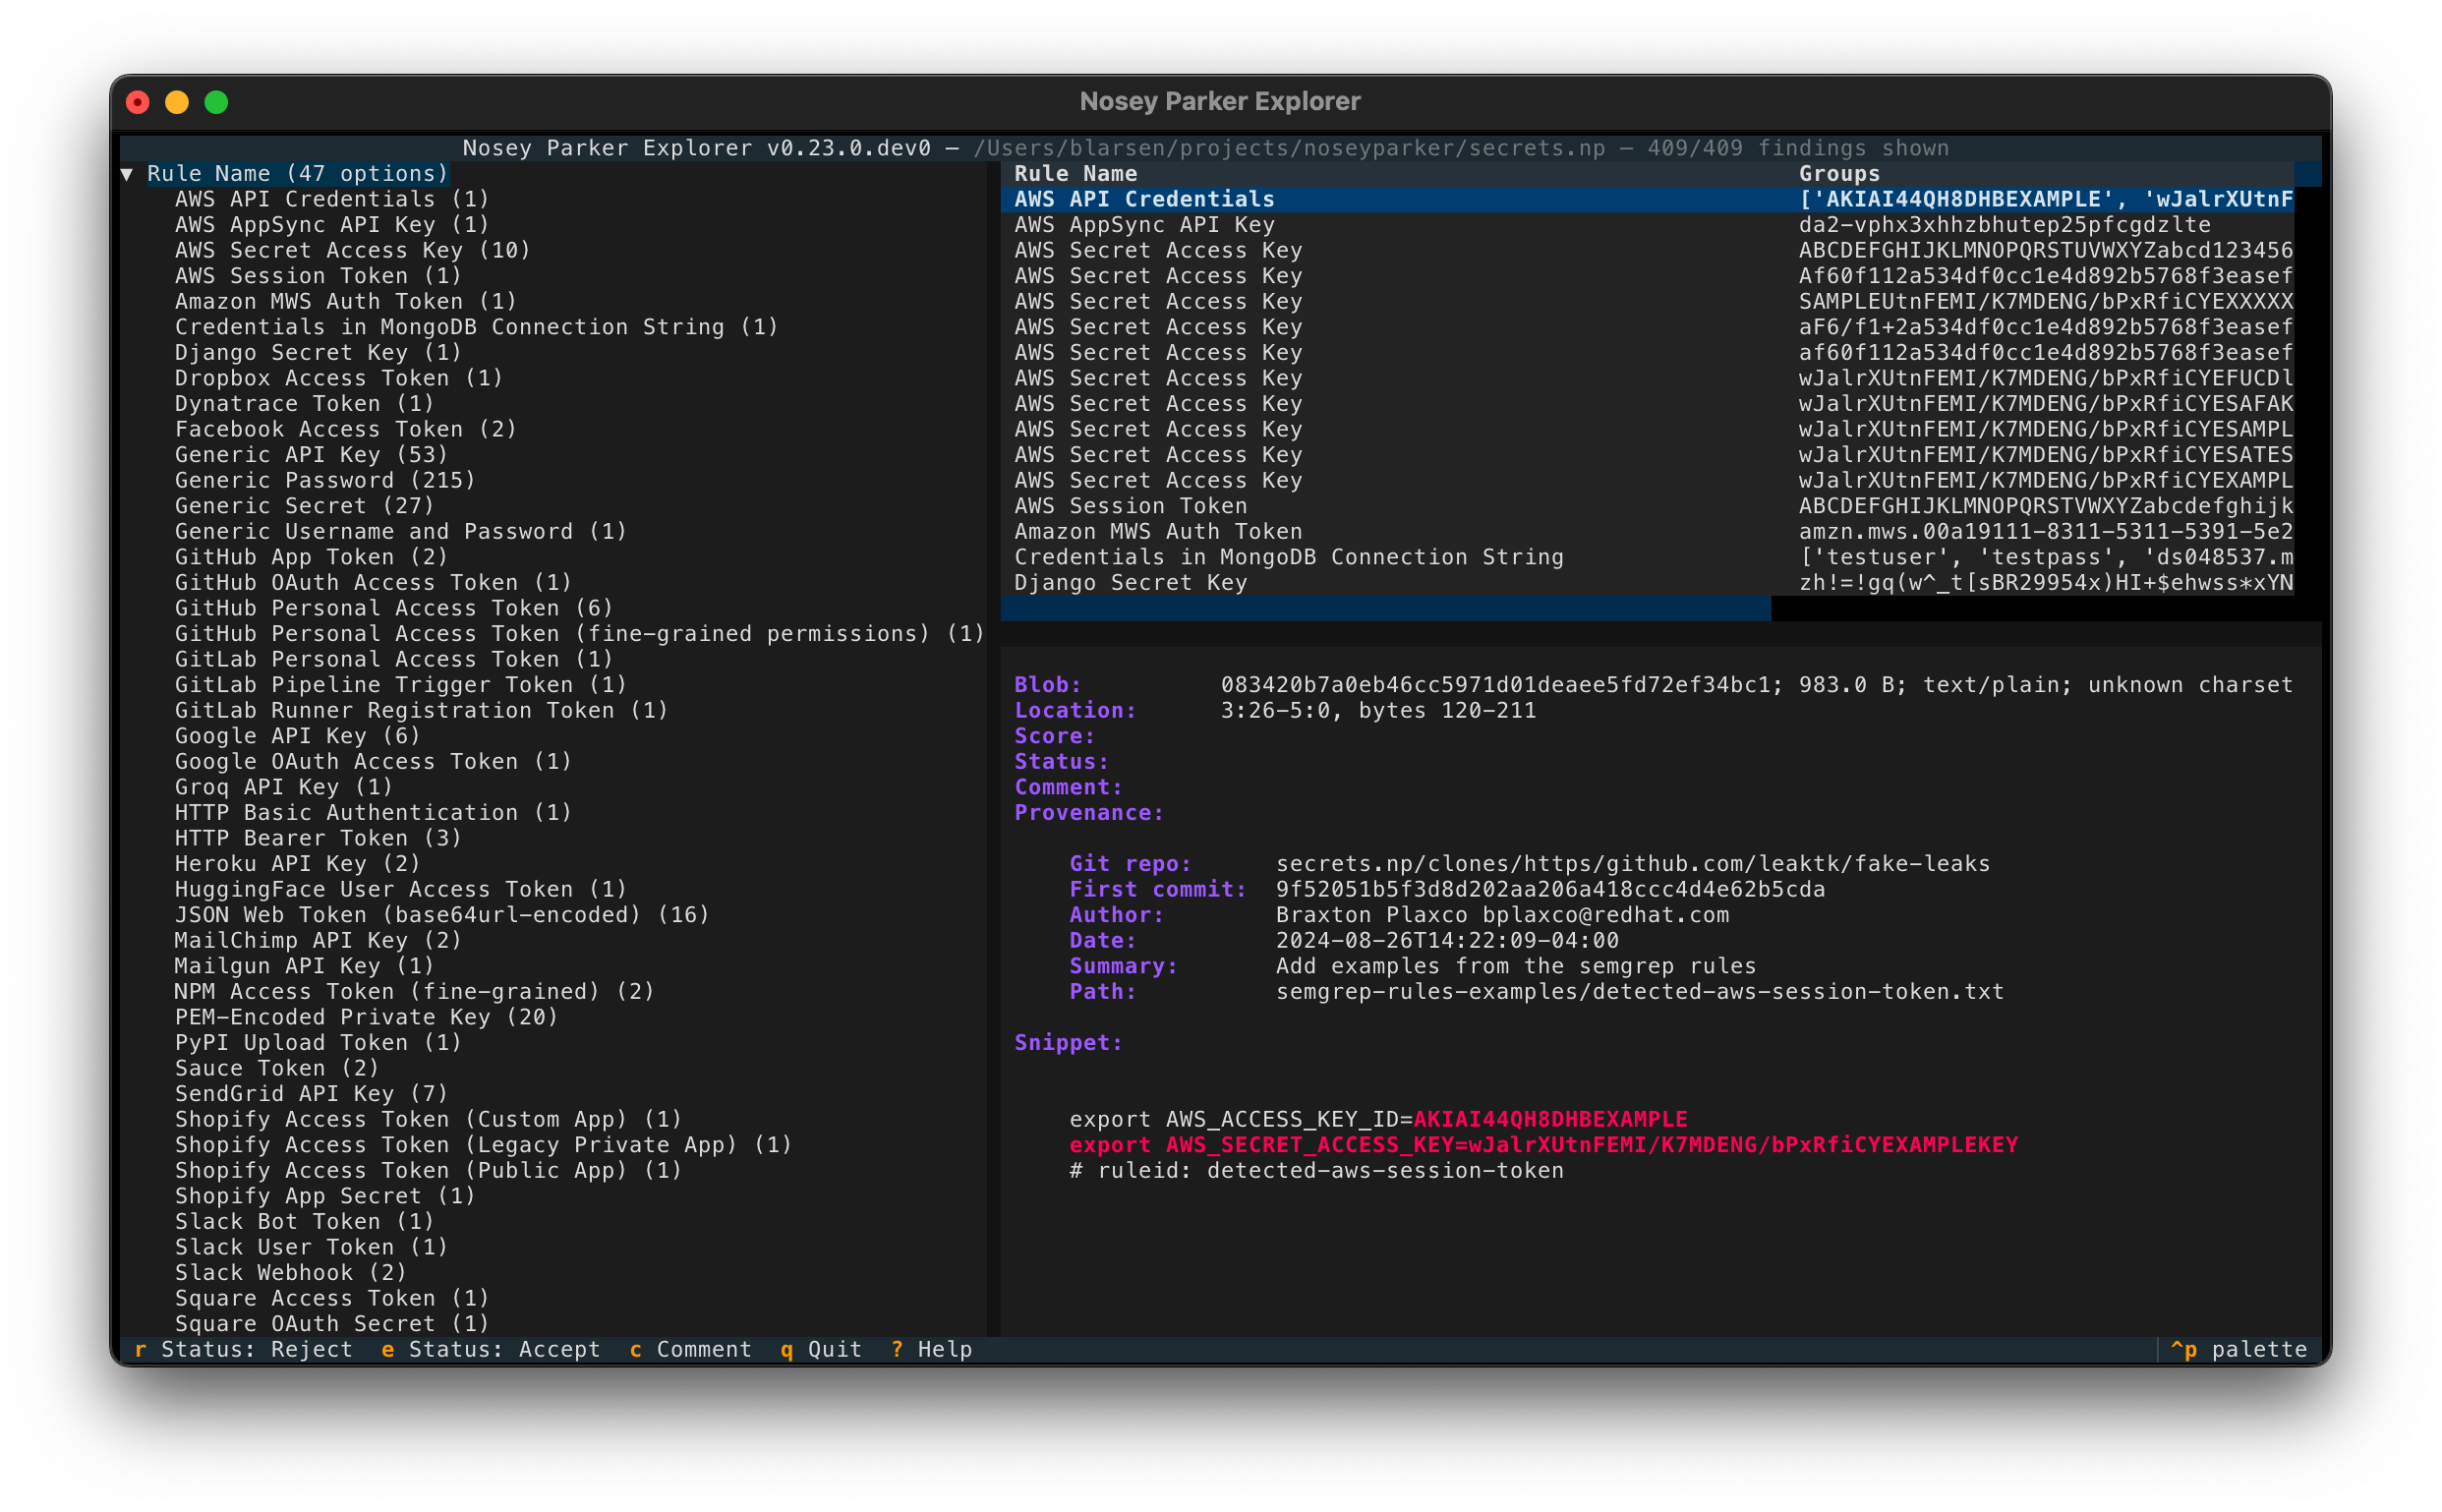 Nosey Parker Explorer
Nosey Parker Explorer v0.23.0.dev0 — /Users/blarsen/projects/noseyparker/secrets.np — 409/409 findings shown
▼ Rule Name (47 options)
AWS API Credentials (1)
AWS AppSync API Key (1)
AWS Secret Access Key (10)
AWS Session Token (1)
Amazon MWS Auth Token (1)
Credentials in MongoDB Connection String (1)
Django Secret Key (1)
Dropbox Access Token (1)
Dynatrace Token (1)
Facebook Access Token (2)
Generic API Key (53)
Generic Password (215)
Generic Secret (27)
Generic Username and Password (1)
GitHub App Token (2)
GitHub OAuth Access Token (1)
GitHub Personal Access Token (6)
GitHub Personal Access Token (fine-grained permissions) (1)
GitLab Personal Access Token (1)
GitLab Pipeline Trigger Token (1)
GitLab Runner Registration Token (1)
Google API Key (6)
Google OAuth Access Token (1)
Groq API Key (1)
HTTP Basic Authentication (1)
HTTP Bearer Token (3)
Heroku API Key (2)
HuggingFace User Access Token (1)
JSON Web Token (base64url-encoded) (16)
MailChimp API Key (2)
Mailgun API Key (1)
NPM Access Token (fine-grained) (2)
PEM-Encoded Private Key (20)
PyPI Upload Token (1)
Sauce Token (2)
SendGrid API Key (7)
Shopify Access Token (Custom App) (1)
Shopify Access Token (Legacy Private App) (1)
Shopify Access Token (Public App) (1)
Shopify App Secret (1)
Slack Bot Token (1)
Slack User Token (1)
Slack Webhook (2)
Square Access Token (1)
Square OAuth Secret (1)
Rule Name Groups
AWS API Credentials ['AKIAI44QH8DHBEXAMPLE', 'wJalrXUtnF
AWS AppSync API Key da2-vphx3xhhzbhutep25pfcgdzlte
AWS Secret Access Key ABCDEFGHIJKLMNOPQRSTUVWXYZabcd123456
AWS Secret Access Key Af60f112a534df0cc1e4d892b5768f3easef
AWS Secret Access Key SAMPLEUtnFEMI/K7MDENG/bPxRfiCYEXXXXX
AWS Secret Access Key aF6/f1+2a534df0cc1e4d892b5768f3easef
AWS Secret Access Key af60f112a534df0cc1e4d892b5768f3easef
AWS Secret Access Key wJalrXUtnFEMI/K7MDENG/bPxRfiCYEFUCDl
AWS Secret Access Key wJalrXUtnFEMI/K7MDENG/bPxRfiCYESAFAK
AWS Secret Access Key wJalrXUtnFEMI/K7MDENG/bPxRfiCYESAMPL
AWS Secret Access Key wJalrXUtnFEMI/K7MDENG/bPxRfiCYESATES
AWS Secret Access Key wJalrXUtnFEMI/K7MDENG/bPxRfiCYEXAMPL
AWS Session Token ABCDEFGHIJKLMNOPQRSTVWXYZabcdefghijk
Amazon MWS Auth Token amzn.mws.00a19111-8311-5311-5391-5e2
Credentials in MongoDB Connection String ['testuser', 'testpass', 'ds048537.m
Django Secret Key zh!=!gq(w^_t[sBR29954x)HI+$ehwss*xYN
Blob: 083420b7a0eb46cc5971d01deaee5fd72ef34bc1; 983.0 B; text/plain; unknown charset
Location: 3:26-5:0, bytes 120-211
Score:
Status:
Comment:
Provenance:
Git repo: secrets.np/clones/https/github.com/leaktk/fake-leaks
First commit: 9f52051b5f3d8d202aa206a418ccc4d4e62b5cda
Author: Braxton Plaxco bplaxco@redhat.com
Date: 2024-08-26T14:22:09-04:00
Summary: Add examples from the semgrep rules
Path: semgrep-rules-examples/detected-aws-session-token.txt
Snippet:
export AWS_ACCESS_KEY_ID=AKIAI44QH8DHBEXAMPLE
export AWS_SECRET_ACCESS_KEY=wJalrXUtnFEMI/K7MDENG/bPxRfiCYEXAMPLEKEY
# ruleid: detected-aws-session-token
r Status: Reject e Status: Accept c Comment q Quit ? Help ^p palette